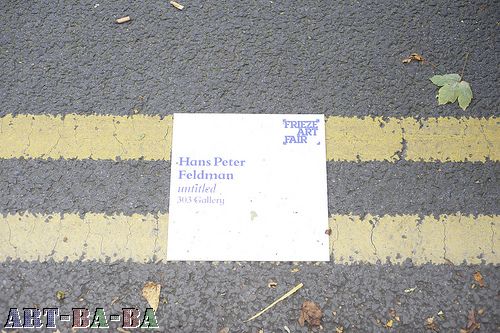 FRIEZE
ART
FAIR
Hans Peter
Feldman
untitled
303 Gallery
ART-BA-BA